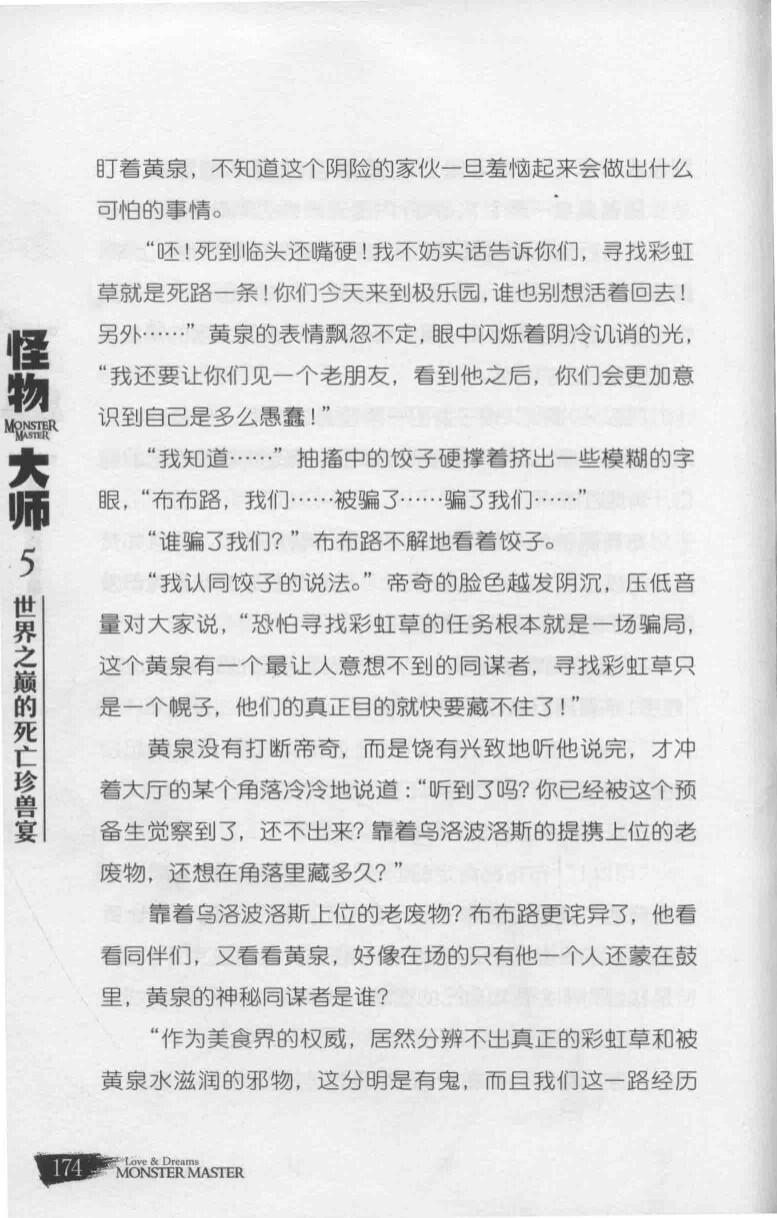 盯着黄泉，不知道这个阴险的家伙一旦羞恼起来会做出什么
可怕的事情。
“呸！死到临头还嘴硬！我不妨实话告诉你们，寻找彩虹
草就是死路一条！你们今天来到极乐园，谁也别想活着回去！
另外……”黄泉的表情飘忽不定，眼中闪烁着阴冷讥诮的光，
“我还要让你们见一个老朋友，看到他之后，你们会更加意
识到自己是多么愚蠢！”
“我知道……”抽搐中的饺子硬撑着挤出一些模糊的字
眼，“布布路，我们……被骗了……骗了我们……”
“谁骗了我们？”布布路不解地看着饺子。
“我认同饺子的说法。”帝奇的脸色越发阴沉，压低音
量对大家说，“恐怕寻找彩虹草的任务根本就是一场骗局，
这个黄泉有一个最让人意想不到的同谋者，寻找彩虹草只
是一个幌子，他们的真正目的就快要藏不住了！”
黄泉没有打断帝奇，而是饶有兴致地听他说完，才冲
着大厅的某个角落冷冷地说道：“听到了吗？你已经被这个预
备生觉察到了，还不出来？靠着乌洛波洛斯的提携上位的老
废物，还想在角落里藏多久？”
靠着乌洛波洛斯上位的老废物？布布路更诧异了，他看
看同伴们，又看看黄泉，好像在场的只有他一个人还蒙在鼓
里，黄泉的神秘同谋者是谁？
“作为美食界的权威，居然分辨不出真正的彩虹草和被
黄泉水滋润的邪物，这分明是有鬼，而且我们这一路经历
怪物
MONSTER
MASTER
大师
5
世界之巅的死亡珍兽宴
174
Love & Dreams
MONSTER MASTER